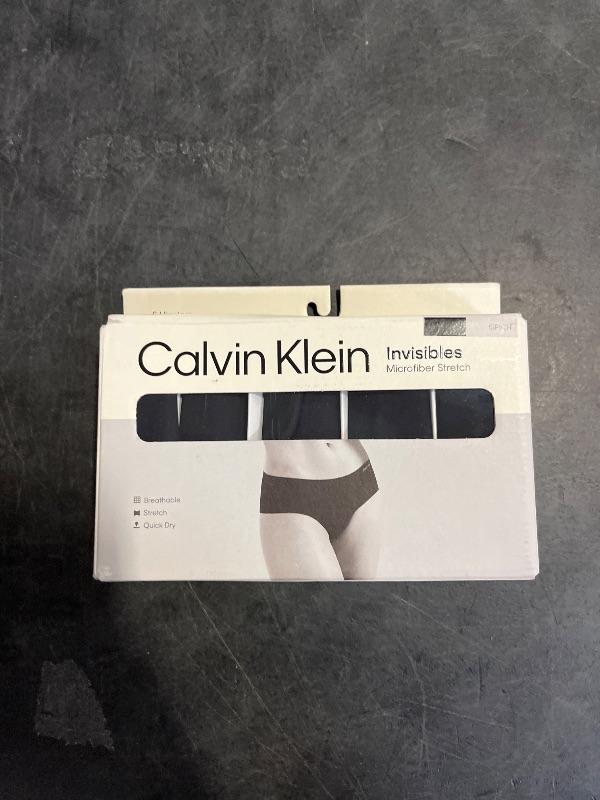 Calvin Klein
Invisibles
Microfiber Stretch
Breathable
Stretch
Quick Dry